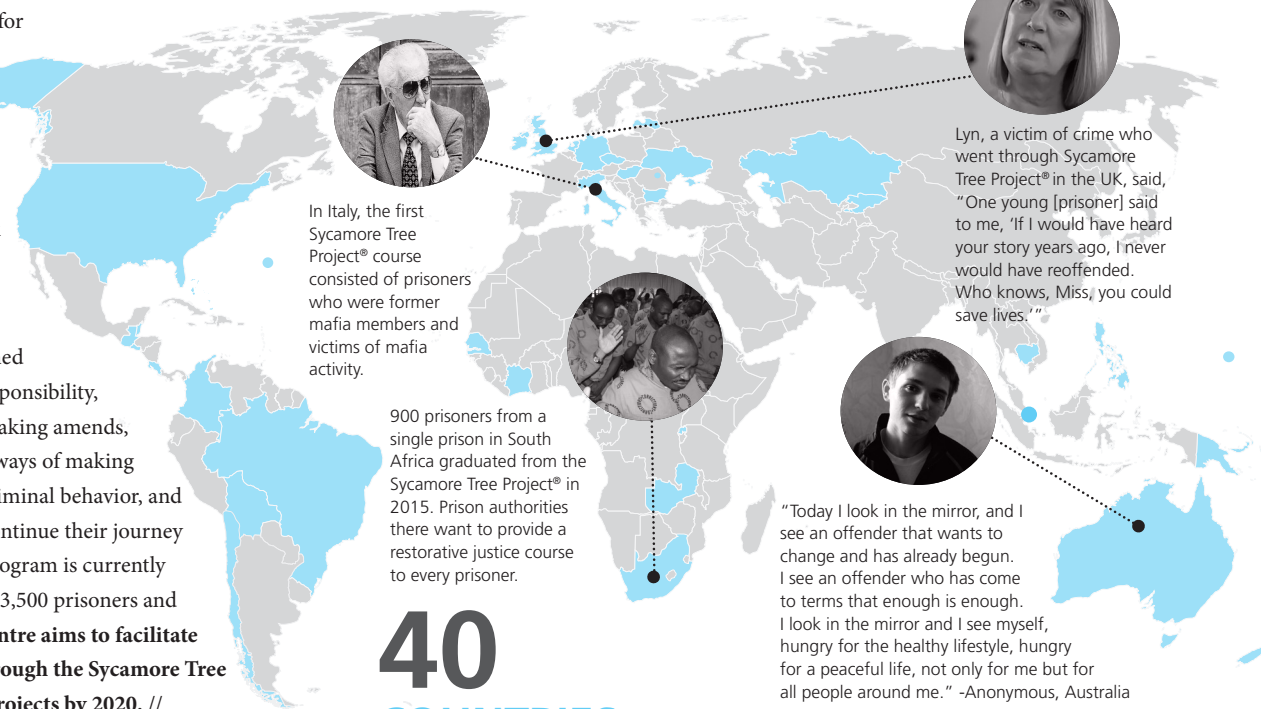 for
ned
ponsibility,
aking amends,
ways of making
iminal behavior, and
ontinue their journey
ogram is currently
3,500 prisoners and
ntre aims to facilitate
rough the Sycamore Tree
rojects by 2020. //
In Italy, the first
Sycamore Tree
Project® course
consisted of prisoners
who were former
mafia members and
victims of mafia
activity.
900 prisoners from a
single prison in South
Africa graduated from the
Sycamore Tree Project® in
2015. Prison authorities
there want to provide a
restorative justice course
to every prisoner.
40
COUNTRIES
Lyn, a victim of crime who
went through Sycamore
Tree Project® in the UK, said,
“One young [prisoner] said
to me, ‘If I would have heard
your story years ago, I never
would have reoffended.
Who knows, Miss, you could
save lives.’”
“Today I look in the mirror, and I
see an offender that wants to
change and has already begun.
I see an offender who has come
to terms that enough is enough.
I look in the mirror and I see myself,
hungry for the healthy lifestyle, hungry
for a peaceful life, not only for me but for
all people around me.” -Anonymous, Australia